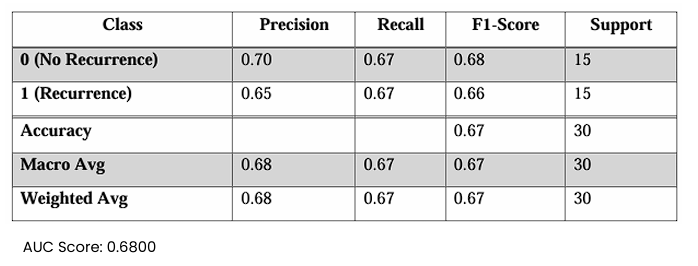 Class Precision Recall F1-Score Support
0 (No Recurrence) 0.70 0.67 0.68 15
1 (Recurrence) 0.65 0.67 0.66 15
Accuracy 0.67 30
Macro Avg 0.68 0.67 0.67 30
Weighted Avg 0.68 0.67 0.67 30
AUC Score: 0.6800